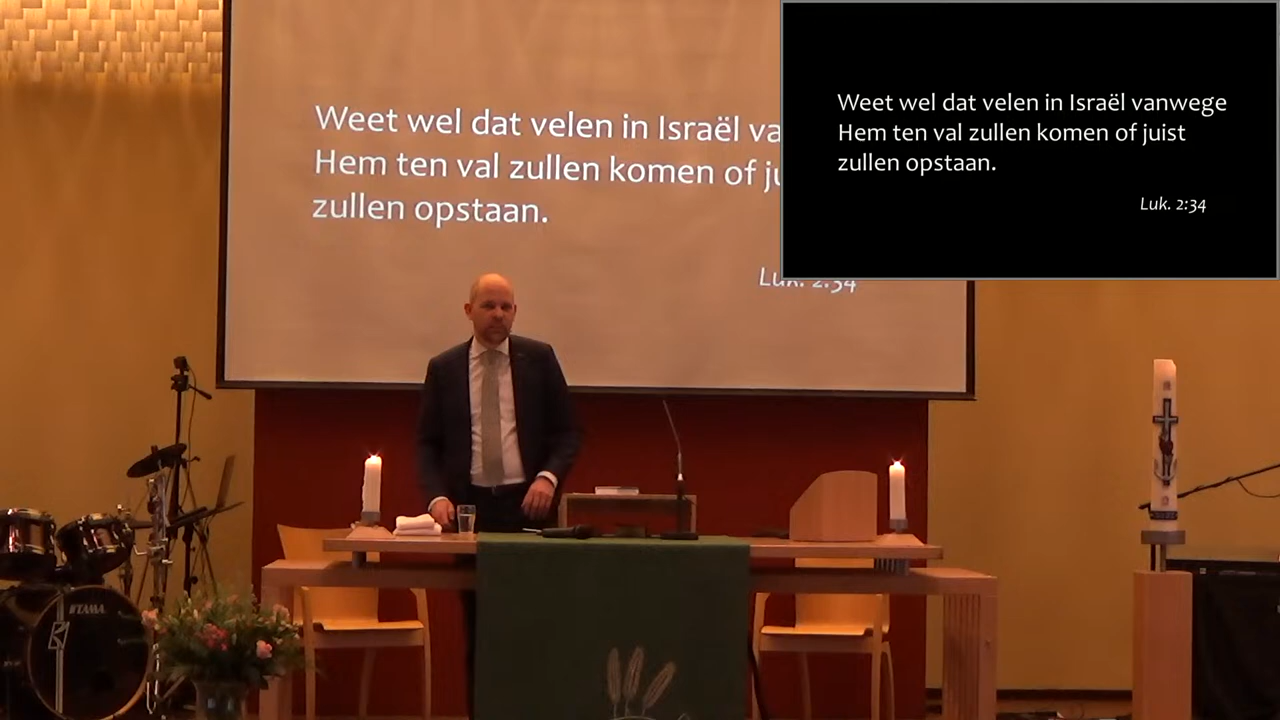 Weet wel dat velen in Israël va
Hem ten val zullen komen of ju
zullen opstaan.
Luk. 2:34
Weet wel dat velen in Israël vanwege
Hem ten val zullen komen of juist
zullen opstaan.
Luk. 2:34
TAMA